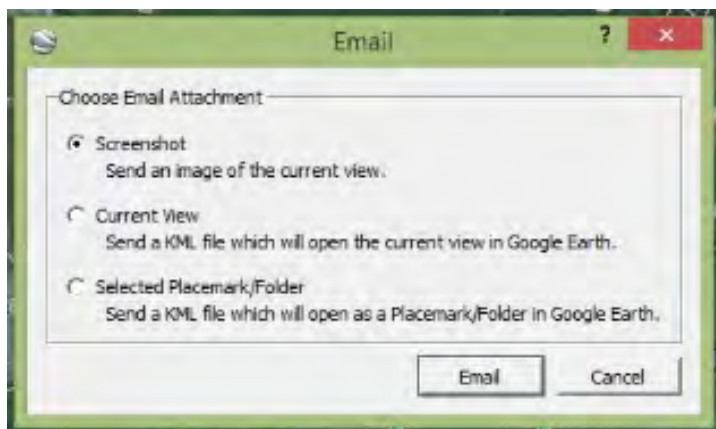 Email
?
Choose Email Attachment
Screenshot
Send an image of the current view.
Current View
Send a KML file which will open the current view in Google Earth.
Selected Placemark/Folder
Send a KML file which will open as a Placemark/Folder in Google Earth.
Email Cancel